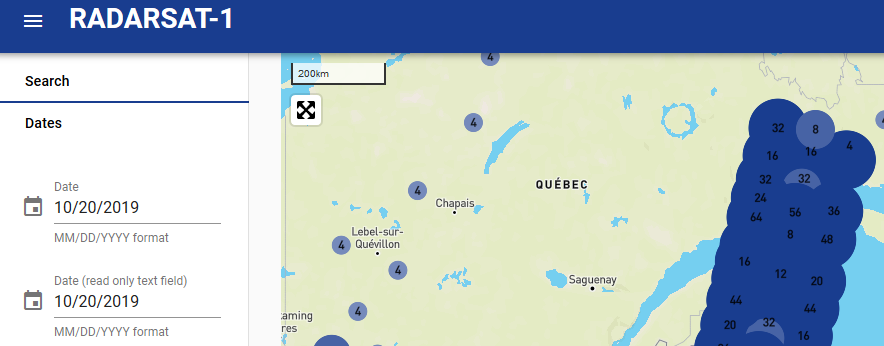 RADARSAT-1
Search
Dates
Date
10/20/2019
MM/DD/YYYY format
Date (read only text field)
10/20/2019
MM/DD/YYYY format
200km
4
4
4
32
8
16
16
4
4
QUÉBEC
32
32
Chapais
24
56
36
64
Lebel-sur-
Quévillon
4
8
48
4
16
12
20
Saguenay
4
44
44
kaming
res
20
32
16